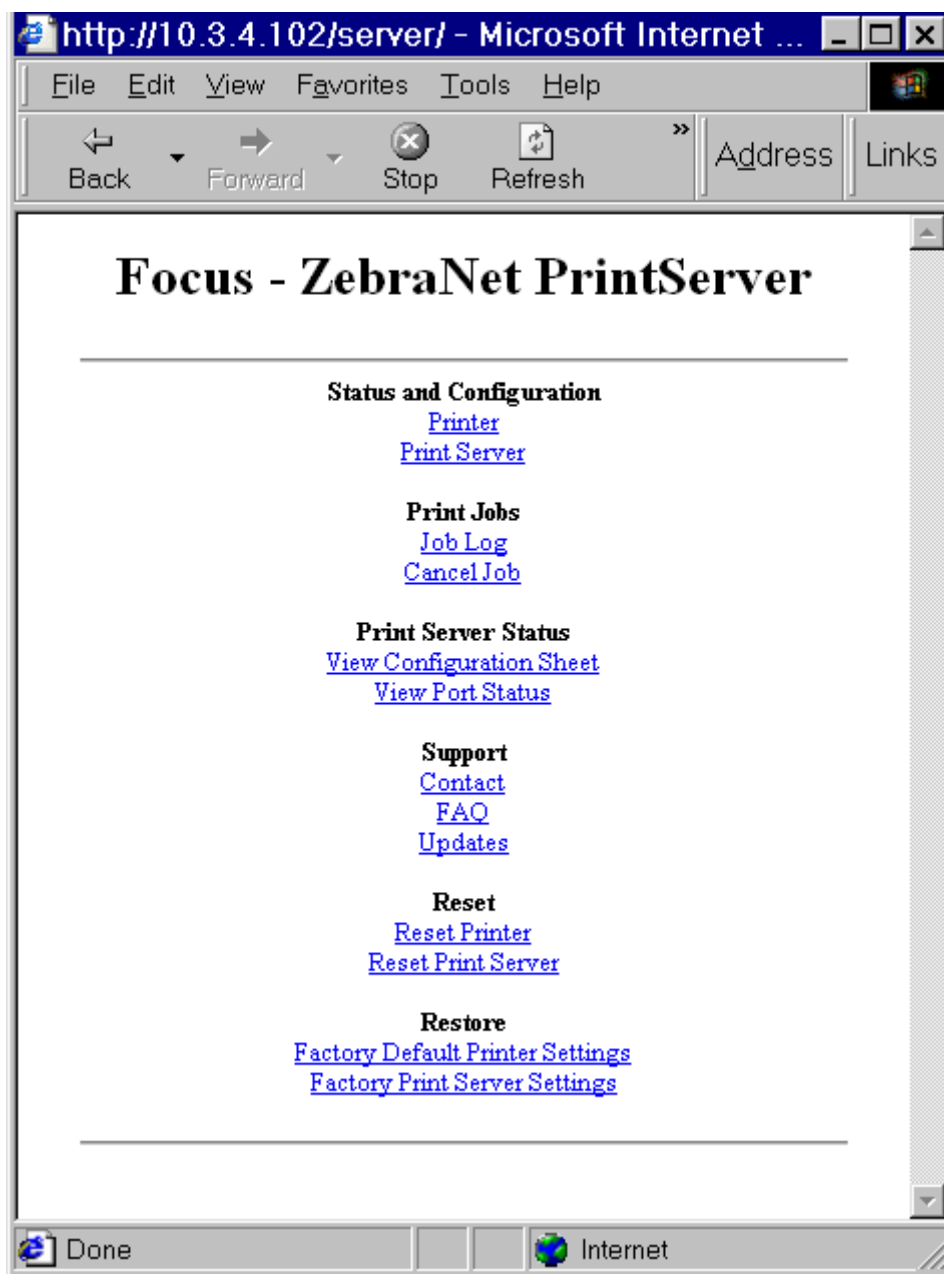 http://10.3.4.102/server/ - Microsoft Internet ...
File Edit View Favorites Tools Help
Back Forward Stop Refresh » Address Links
Focus - ZebraNet PrintServer
Status and Configuration
Printer
Print Server
Print Jobs
Job Log
Cancel Job
Print Server Status
View Configuration Sheet
View Port Status
Support
Contact
FAQ
Updates
Reset
Reset Printer
Reset Print Server
Restore
Factory Default Printer Settings
Factory Print Server Settings
Done Internet